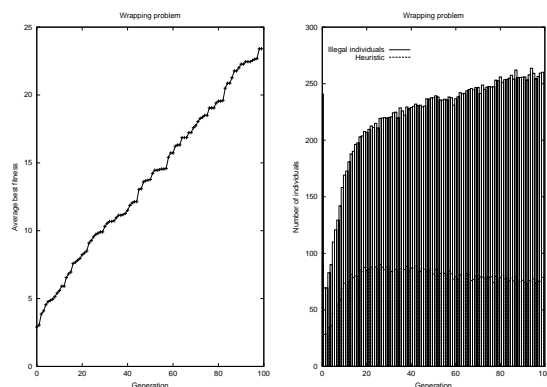 Wrapping problem
25
20
15
10
5
0
0 20 40 60 80 100
Average best fitness
Generation
Wrapping problem
300
250
200
150
100
50
0
0 20 40 60 80 100
Number of individuals
Generation
Illegal individuals
Heuristic